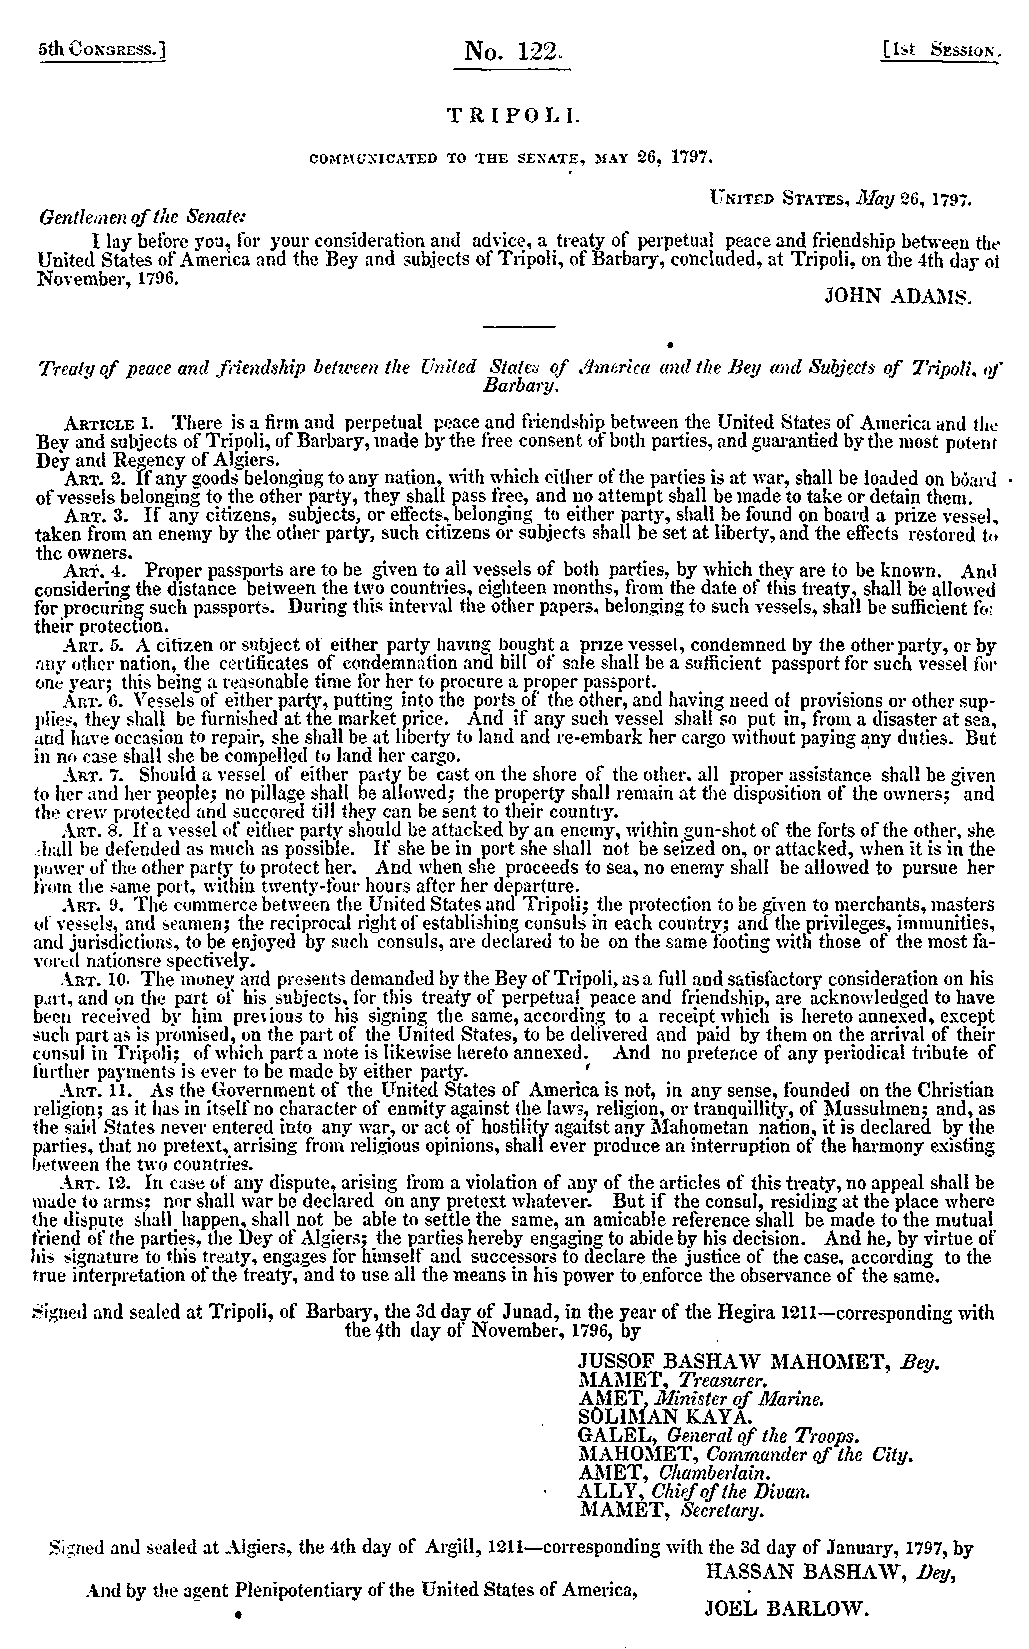 5th CONGRESS.] No. 122. [1st SESSION.
TRIPOLI.
COMMUNICATED TO THE SENATE, MAY 26, 1797.
UNITED STATES, May 26, 1797.
Gentlemen of the Senate:
I lay before you, for your consideration and advice, a treaty of perpetual peace and friendship between the
United States of America and the Bey and subjects of Tripoli, of Barbary, concluded, at Tripoli, on the 4th day of
November, 1796.
JOHN ADAMS.
Treaty of peace and friendship between the United States of America and the Bey and Subjects of Tripoli, of
Barbary.
ARTICLE 1. There is a firm and perpetual peace and friendship between the United States of America and the
Bey and subjects of Tripoli, of Barbary, made by the free consent of both parties, and guarantied by the most potent
Dey and Regency of Algiers.
ART. 2. If any goods belonging to any nation, with which either of the parties is at war, shall be loaded on board
of vessels belonging to the other party, they shall pass free, and no attempt shall be made to take or detain them.
ART. 3. If any citizens, subjects, or effects, belonging to either party, shall be found on board a prize vessel,
taken from an enemy by the other party, such citizens or subjects shall be set at liberty, and the effects restored to
the owners.
ART. 4. Proper passports are to be given to all vessels of both parties, by which they are to be known. And
considering the distance between the two countries, eighteen months, from the date of this treaty, shall be allowed
for procuring such passports. During this interval the other papers, belonging to such vessels, shall be sufficient for
their protection.
ART. 5. A citizen or subject of either party having bought a prize vessel, condemned by the other party, or by
any other nation, the certificates of condemnation and bill of sale shall be a sufficient passport for such vessel for
one year; this being a reasonable time for her to procure a proper passport.
ART. 6. Vessels of either party, putting into the ports of the other, and having need of provisions or other sup-
plies, they shall be furnished at the market price. And if any such vessel shall so put in, from a disaster at sea,
and have occasion to repair, she shall be at liberty to land and re-embark her cargo without paying any duties. But
in no case shall she be compelled to land her cargo.
ART. 7. Should a vessel of either party be cast on the shore of the other, all proper assistance shall be given
to her and her people; no pillage shall be allowed; the property shall remain at the disposition of the owners; and
the crew protected and succored till they can be sent to their country.
ART. 8. If a vessel of either party should be attacked by an enemy, within gun-shot of the forts of the other, she
shall be defended as much as possible. If she be in port she shall not be seized on, or attacked, when it is in the
power of the other party to protect her. And when she proceeds to sea, no enemy shall be allowed to pursue her
from the same port, within twenty-four hours after her departure.
ART. 9. The commerce between the United States and Tripoli; the protection to be given to merchants, masters
of vessels, and seamen; the reciprocal right of establishing consuls in each country; and the privileges, immunities,
and jurisdictions, to be enjoyed by such consuls, are declared to be on the same footing with those of the most fa-
vored nationsre spectively.
ART. 10. The money and presents demanded by the Bey of Tripoli, as a full and satisfactory consideration on his
part, and on the part of his subjects, for this treaty of perpetual peace and friendship, are acknowledged to have
been received by him previous to his signing the same, according to a receipt which is hereto annexed, except
such part as is promised, on the part of the United States, to be delivered and paid by them on the arrival of their
consul in Tripoli; of which part a note is likewise hereto annexed. And no pretence of any periodical tribute of
further payments is ever to be made by either party.
ART. 11. As the Government of the United States of America is not, in any sense, founded on the Christian
religion; as it has in itself no character of enmity against the laws, religion, or tranquillity, of Mussulmen; and, as
the said States never entered into any war, or act of hostility agaitst any Mahometan nation, it is declared by the
parties, that no pretext, arrising from religious opinions, shall ever produce an interruption of the harmony existing
between the two countries.
ART. 12. In case of any dispute, arising from a violation of any of the articles of this treaty, no appeal shall be
made to arms; nor shall war be declared on any pretext whatever. But if the consul, residing at the place where
the dispute shall happen, shall not be able to settle the same, an amicable reference shall be made to the mutual
friend of the parties, the Dey of Algiers; the parties hereby engaging to abide by his decision. And he, by virtue of
his signature to this treaty, engages for himself and successors to declare the justice of the case, according to the
true interpretation of the treaty, and to use all the means in his power to enforce the observance of the same.
Signed and sealed at Tripoli, of Barbary, the 3d day of Junad, in the year of the Hegira 1211—corresponding with
the 4th day of November, 1796, by
JUSSOF BASHAW MAHOMET, Bey.
MAMET, Treasurer.
AMET, Minister of Marine.
SOLIMAN KAYA.
GALEL, General of the Troops.
MAHOMET, Commander of the City.
AMET, Chamberlain.
ALLY, Chief of the Divan.
MAMET, Secretary.
Signed and sealed at Algiers, the 4th day of Argill, 1211—corresponding with the 3d day of January, 1797, by
HASSAN BASHAW, Dey,
And by the agent Plenipotentiary of the United States of America,
JOEL BARLOW.